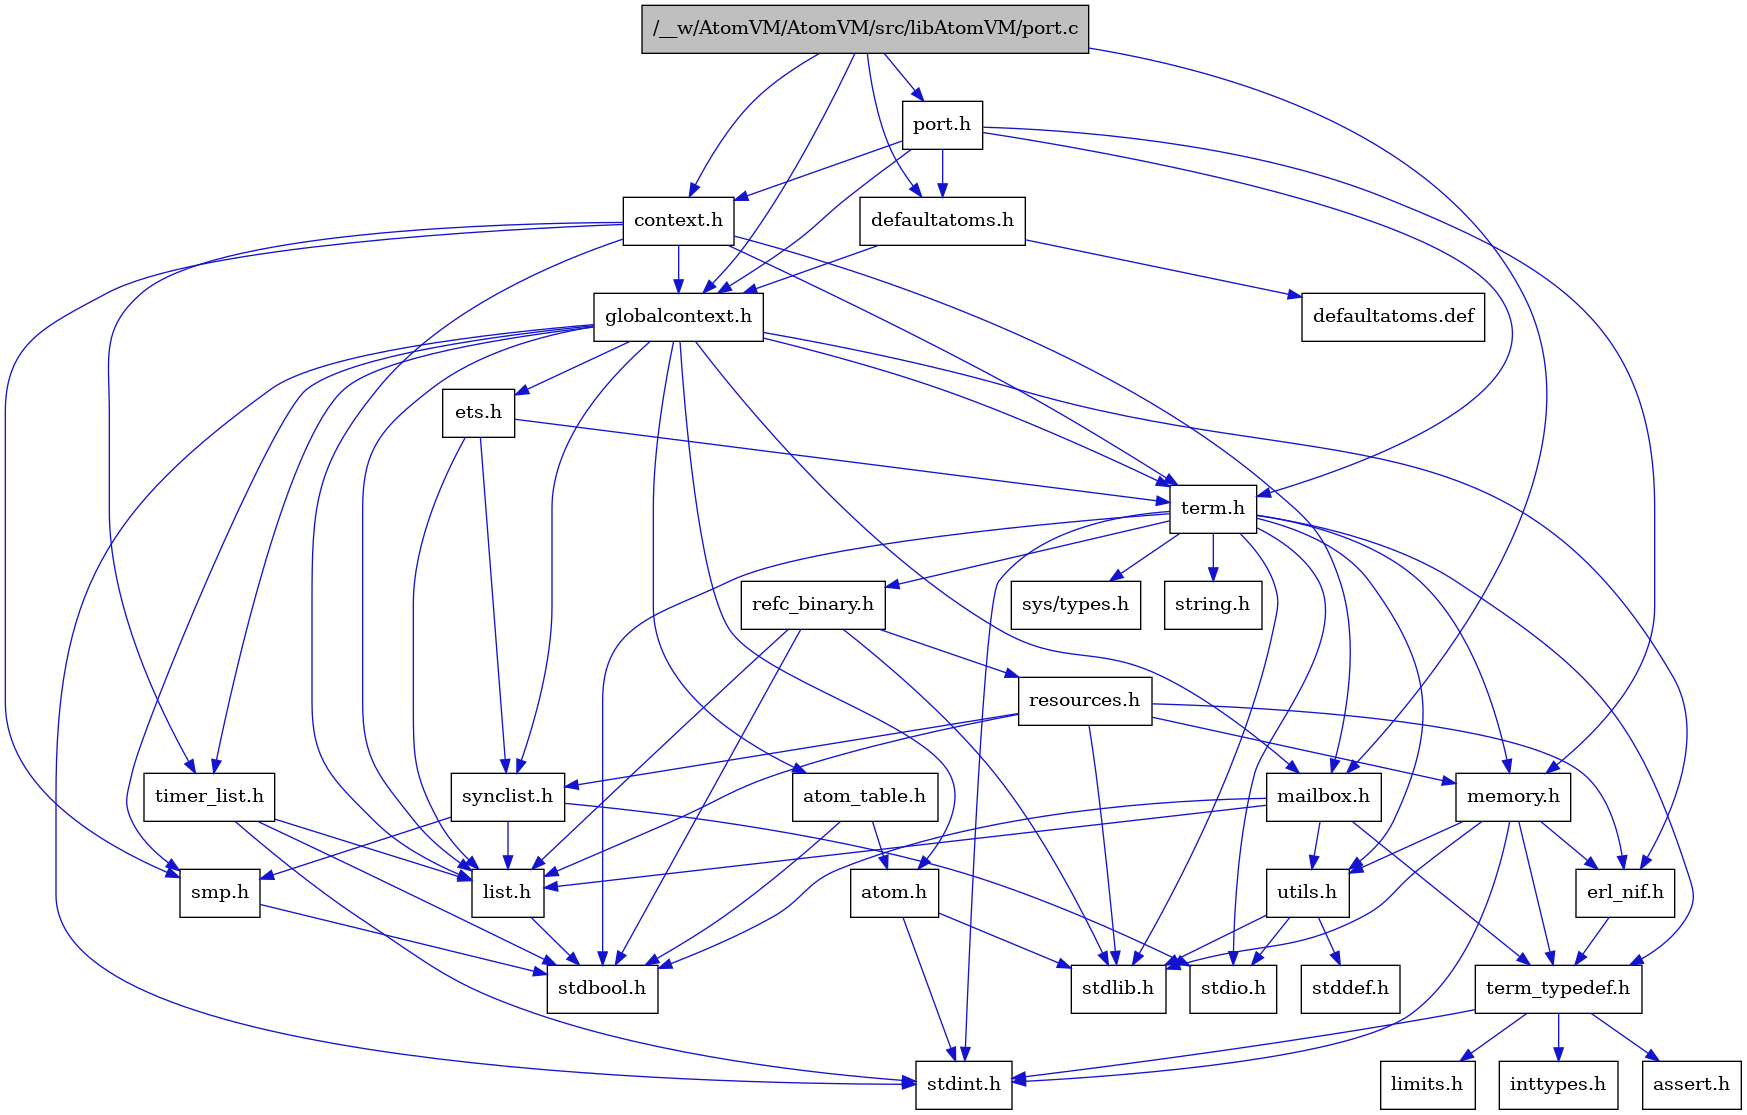 /__w/AtomVM/AtomVM/src/libAtomVM/port.c
port.h
context.h
defaultatoms.h
globalcontext.h
defaultatoms.def
ets.h
term.h
refc_binary.h
sys/types.h
string.h
resources.h
timer_list.h
synclist.h
atom_table.h
mailbox.h
memory.h
smp.h
list.h
atom.h
utils.h
erl_nif.h
stdbool.h
stdlib.h
stdio.h
stddef.h
term_typedef.h
stdint.h
limits.h
inttypes.h
assert.h